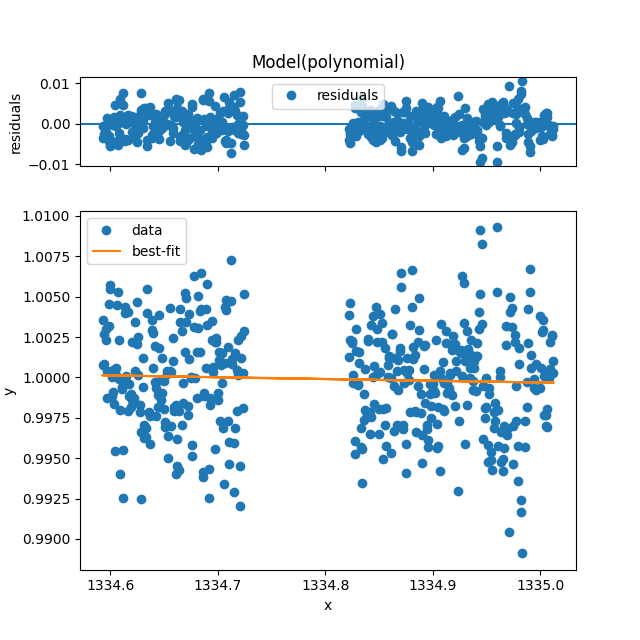 Model(polynomial)
residuals
0.01
0.00
−0.01
residuals
data
best-fit
y
1.0100
1.0075
1.0050
1.0025
1.0000
0.9975
0.9950
0.9925
0.9900
1334.6 1334.7 1334.8 1334.9 1335.0
x